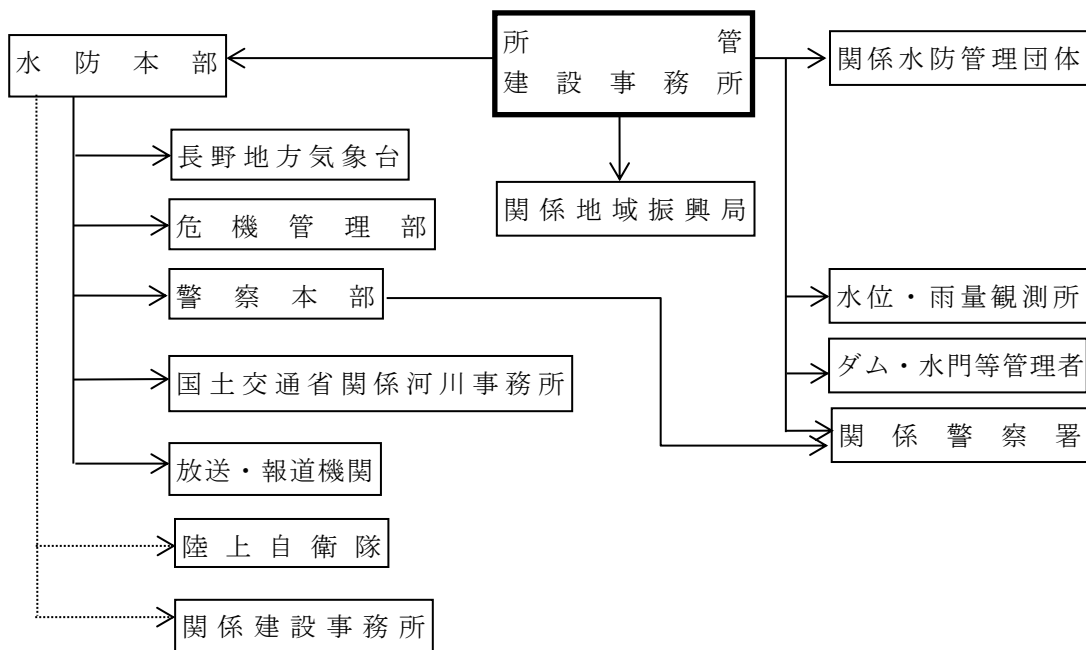 所管
建設事務所
水防本部
関係水防管理団体
長野地方気象台
関係地域振興局
危機管理部
警察本部
水位・雨量観測所
国土交通省関係河川事務所
ダム・水門等管理者
関係警察署
放送・報道機関
陸上自衛隊
関係建設事務所